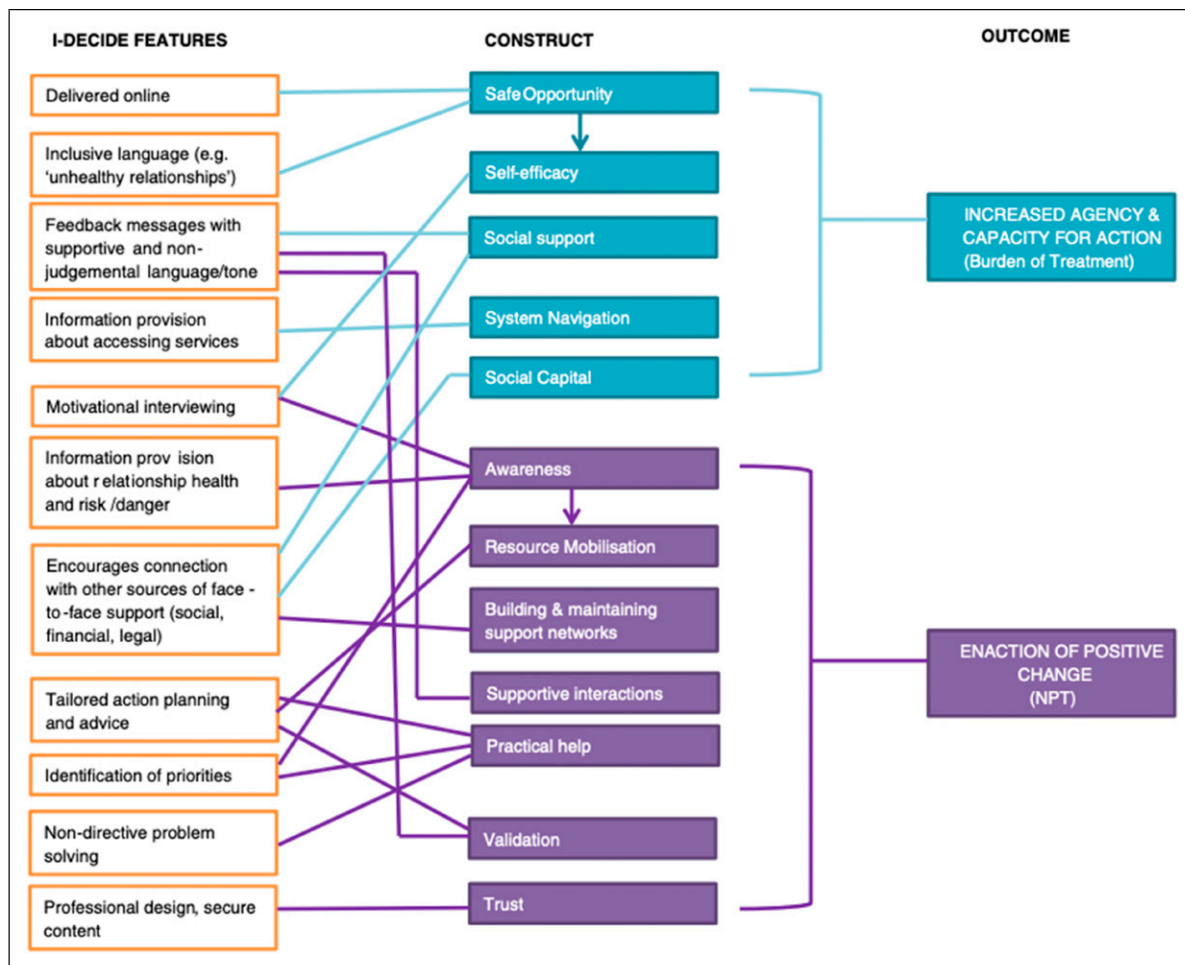 I-DECIDE FEATURES
CONSTRUCT
OUTCOME
Delivered online
Inclusive language (e.g.
‘unhealthy relationships’)
Feedback messages with
supportive and non-
judgemental language/tone
Information provision
about accessing services
Motivational interviewing
Information prov ision
about r elationship health
and risk /danger
Encourages connection
with other sources of face -
to -face support (social,
financial, legal)
Tailored action planning
and advice
Identification of priorities
Non-directive problem
solving
Professional design, secure
content
Safe Opportunity
Self-efficacy
Social support
System Navigation
Social Capital
Awareness
Resource Mobilisation
Building & maintaining
support networks
Supportive interactions
Practical help
Validation
Trust
INCREASED AGENCY &
CAPACITY FOR ACTION
(Burden of Treatment)
ENACTION OF POSITIVE
CHANGE
(NPT)